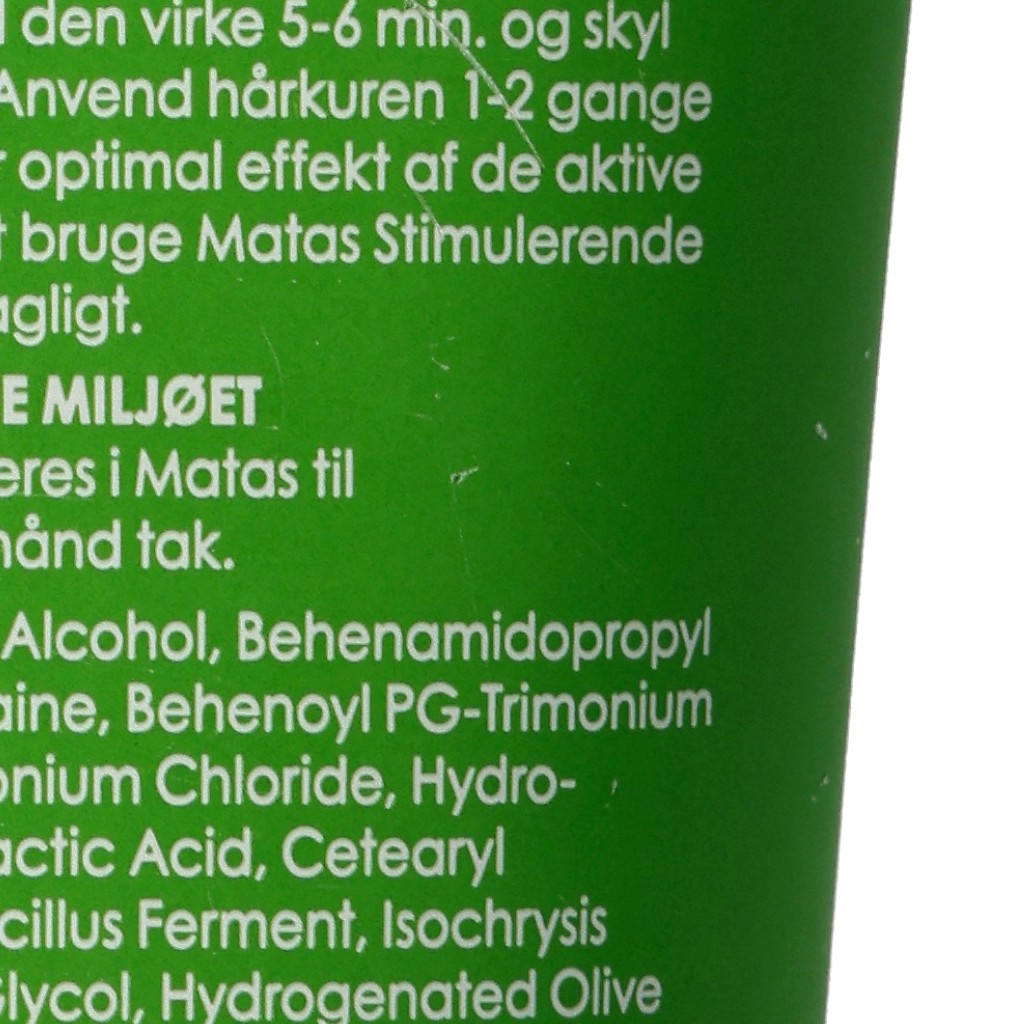 den virke 5-6 min. og skyl
Anvend hårkuren 1-2 gange
optimal effekt af de aktive
bruge Matas Stimulerende
agligt.
E MILJØET
eres i Matas til
hånd tak.
Alcohol, Behenamidopropyl
aine, Behenoyl PG-Trimonium
onium Chloride, Hydro-
actic Acid, Cetearyl
cillus Ferment, Isochrysis
Glycol, Hydrogenated Olive